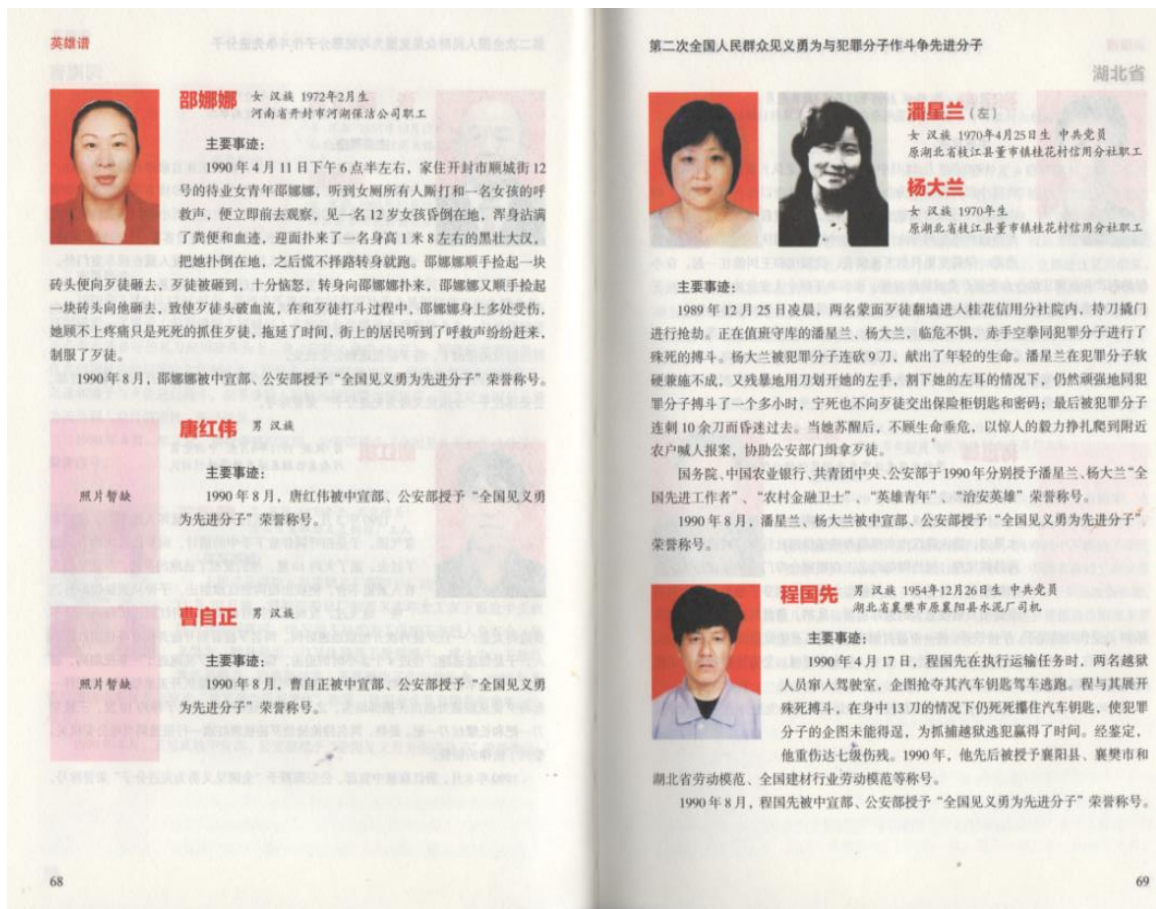 英雄谱
邵娜娜 女 汉族 1972年2月生
河南省开封市河湖保洁公司职工
主要事迹：
1990年4月11日下午6点半左右，家住开封市顺城街12
号的待业女青年邵娜娜，听到女厕所有人厮打和一名女孩的呼
救声，便立即前去观察，见一名12岁女孩昏倒在地，浑身沾满
了粪便和血迹，迎面扑来了一名身高1米8左右的黑壮大汉，
把她扑倒在地，之后慌不择路转身就跑。邵娜娜顺手捡起一块
砖头便向歹徒砸去，歹徒被砸到，十分恼怒，转身向邵娜娜扑来，邵娜娜又顺手捡起
一块砖头向他砸去，致使歹徒头破血流，在和歹徒打斗过程中，邵娜娜身上多处受伤，
她顾不上疼痛只是死死的抓住歹徒，拖延了时间，街上的居民听到了呼救声纷纷赶来，
制服了歹徒。
1990年8月，邵娜娜被中宣部、公安部授予“全国见义勇为先进分子”荣誉称号。
唐红伟 男 汉族
主要事迹：
照片暂缺
1990年8月，唐红伟被中宣部、公安部授予“全国见义勇
为先进分子”荣誉称号。
曹自正 男 汉族
主要事迹：
照片暂缺
1990年8月，曹自正被中宣部、公安部授予“全国见义勇
为先进分子”荣誉称号。
68
第二次全国人民群众见义勇为与犯罪分子作斗争先进分子
湖北省
潘星兰（左）
女 汉族 1970年4月25日生 中共党员
原湖北省枝江县董市镇桂花村信用分社职工
杨大兰
女 汉族 1970年生
原湖北省枝江县董市镇桂花村信用分社职工
主要事迹：
1989年12月25日凌晨，两名蒙面歹徒翻墙进入桂花信用分社院内，持刀撬门
进行抢劫。正在值班守库的潘星兰、杨大兰，临危不惧，赤手空拳同犯罪分子进行了
殊死的搏斗。杨大兰被犯罪分子连砍9刀，献出了年轻的生命。潘星兰在犯罪分子软
硬兼施不成，又残暴地用刀划开她的左手，割下她的左耳的情况下，仍然顽强地同犯
罪分子搏斗了一个多小时，宁死也不向歹徒交出保险柜钥匙和密码；最后被犯罪分子
连刺10余刀而昏迷过去。当她苏醒后，不顾生命垂危，以惊人的毅力挣扎爬到附近
农户喊人报案，协助公安部门缉拿歹徒。
国务院、中国农业银行、共青团中央、公安部于1990年分别授予潘星兰、杨大兰“全
国先进工作者”、“农村金融卫士”、“英雄青年”、“治安英雄”荣誉称号。
1990年8月，潘星兰、杨大兰被中宣部、公安部授予“全国见义勇为先进分子”
荣誉称号。
程国先 男 汉族 1954年12月26日生 中共党员
湖北省襄樊市原襄阳县水泥厂司机
主要事迹：
1990年4月17日，程国先在执行运输任务时，两名越狱
人员窜入驾驶室，企图抢夺其汽车钥匙驾车逃跑。程与其展开
殊死搏斗，在身中13刀的情况下仍死死攥住汽车钥匙，使犯罪
分子的企图未能得逞，为抓捕越狱逃犯赢得了时间。经鉴定，
他重伤达七级伤残。1990年，他先后被授予襄阳县、襄樊市和
湖北省劳动模范、全国建材行业劳动模范等称号。
1990年8月，程国先被中宣部、公安部授予“全国见义勇为先进分子”荣誉称号。
69